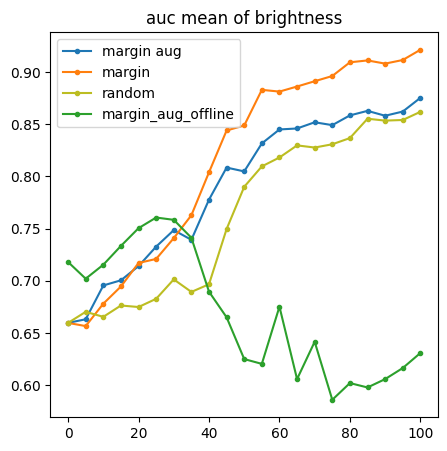 auc mean of brightness
margin aug
margin
random
margin_aug_offline
0.90
0.85
0.80
0.75
0.70
0.65
0.60
0 20 40 60 80 100